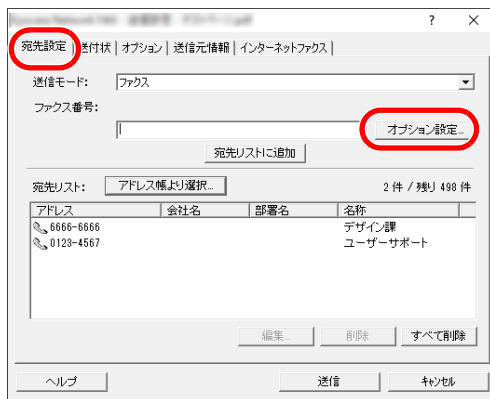 ? ×
宛先設定 送付状 オプション 送信元情報 インターネットファクス
送信モード: ファクス
ファクス番号:
オプション設定...
宛先リストに追加
宛先リスト: アドレス帳より選択... 2 件 / 残り 498 件
アドレス 会社名 部署名 名称
6666-6666 デザイン課
0123-4567 ユーザーサポート
編集... 削除 すべて削除
ヘルプ 送信 キャンセル